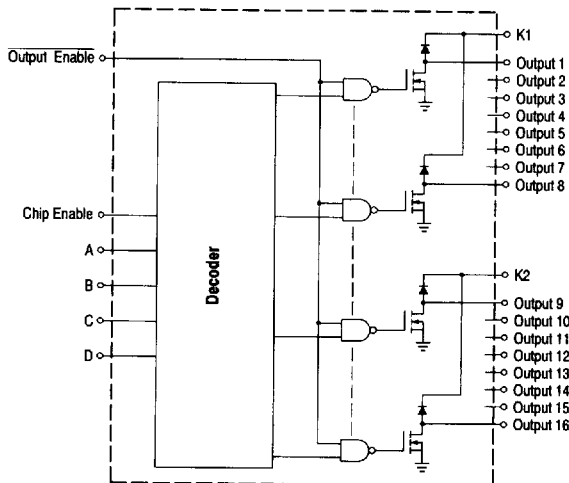 K1
Output Enable
Output 1
Output 2
Output 3
Output 4
Output 5
Output 6
Output 7
Output 8
Chip Enable
A
B
C
D
Decoder
K2
Output 9
Output 10
Output 11
Output 12
Output 13
Output 14
Output 15
Output 16